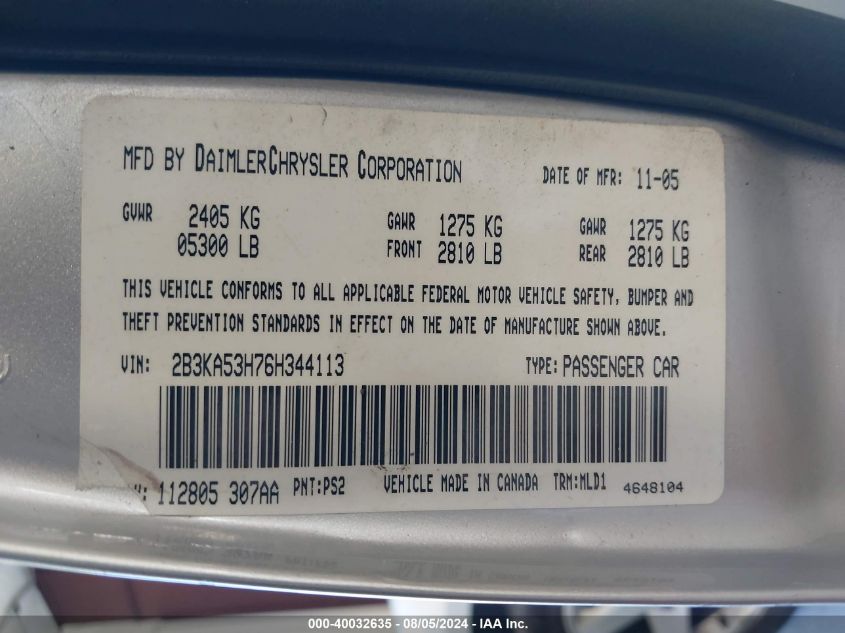 MFD BY DAIMLERCHRYSLER CORPORATION DATE OF MFR: 11-05
GVWR 2405 KG GAWR 1275 KG GAWR 1275 KG
05300 LB FRONT 2810 LB REAR 2810 LB
THIS VEHICLE CONFORMS TO ALL APPLICABLE FEDERAL MOTOR VEHICLE SAFETY, BUMPER AND
THEFT PREVENTION STANDARDS IN EFFECT ON THE DATE OF MANUFACTURE SHOWN ABOVE.
VIN: 2B3KA53H76H344113 TYPE: PASSENGER CAR
: 112805 307AA PNT:PS2 VEHICLE MADE IN CANADA TRM:MLD1 4648104
000-40032635 - 08/05/2024 - IAA Inc.